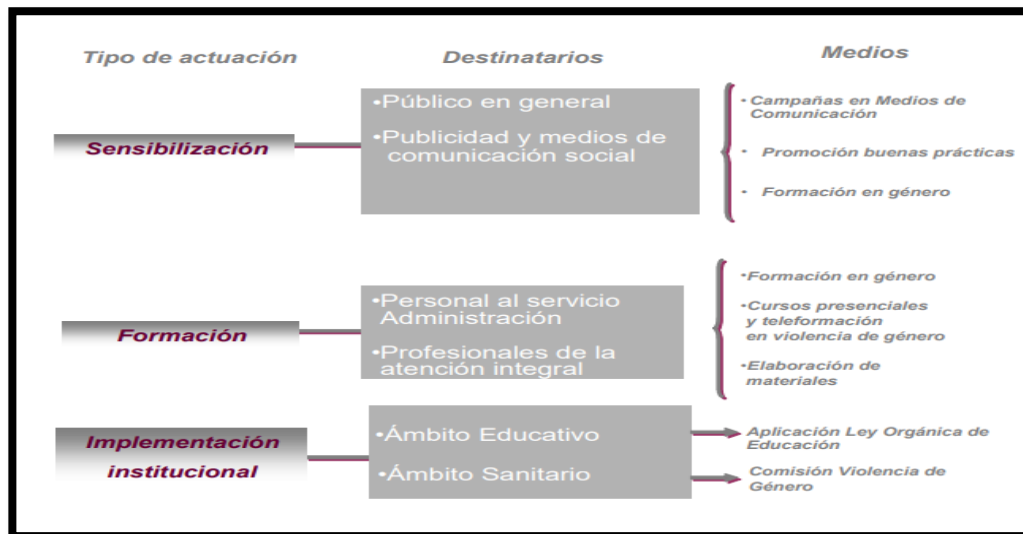 Tipo de actuación
Destinatarios
Medios
Sensibilización
•Público en general
•Publicidad y medios de
comunicación social
• Campañas en Medios de
Comunicación
• Promoción buenas prácticas
• Formación en género
Formación
•Personal al servicio
Administración
•Profesionales de la
atención integral
•Formación en género
•Cursos presenciales
y teleformación
en violencia de género
•Elaboración de
materiales
Implementación
institucional
•Ámbito Educativo
•Ámbito Sanitario
Aplicación Ley Orgánica de
Educación
Comisión Violencia de
Género